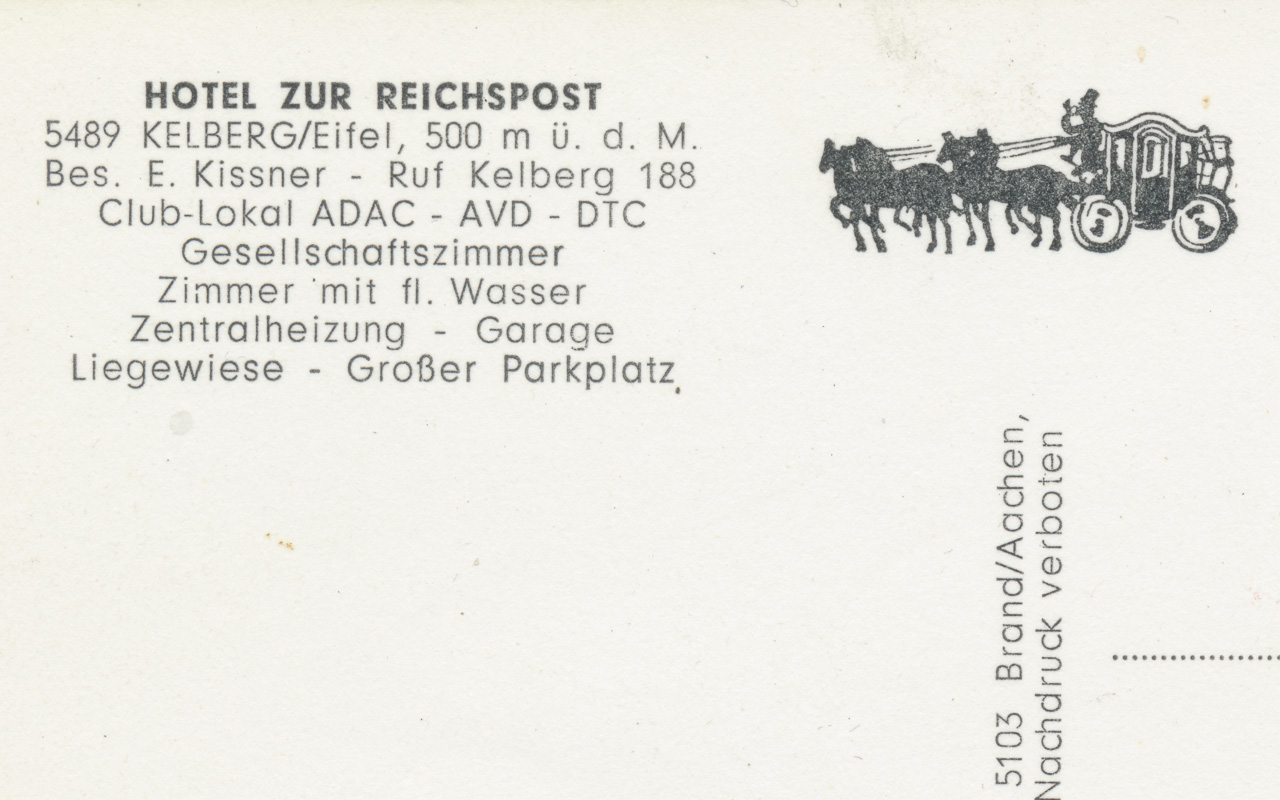 HOTEL ZUR REICHSPOST
5489 KELBERG/Eifel, 500 m ü. d. M.
Bes. E. Kissner - Ruf Kelberg 188
Club-Lokal ADAC - AVD - DTC
Gesellschaftszimmer
Zimmer mit fl. Wasser
Zentralheizung - Garage
Liegewiese - Großer Parkplatz
5103 Brand/Aachen,
Nachdruck verboten